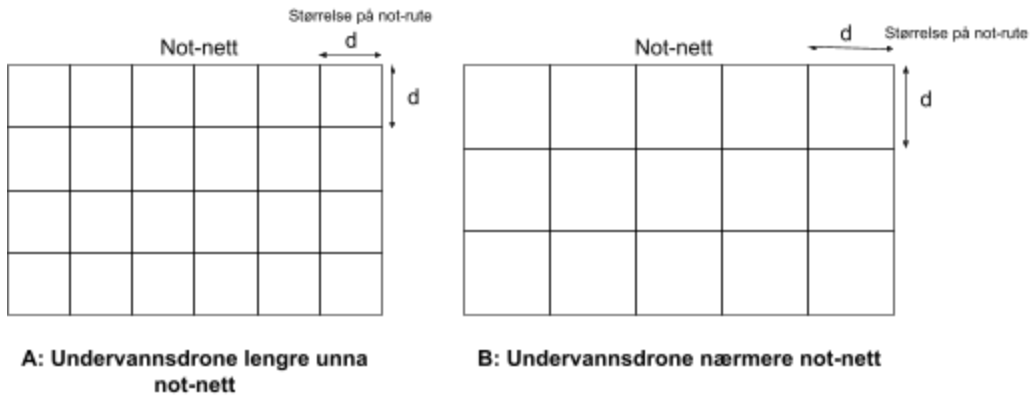 Størrelse på not-rute
Not-nett
d
d
A: Undervannsdrone lengre unna
not-nett
Not-nett
d
Størrelse på not-rute
d
B: Undervannsdrone nærmere not-nett